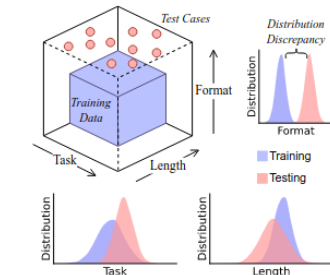 Test Cases
Training
Data
Task
Length
Format
Distribution
Discrepancy
Distribution
Format
Training
Testing
Distribution
Task
Distribution
Length